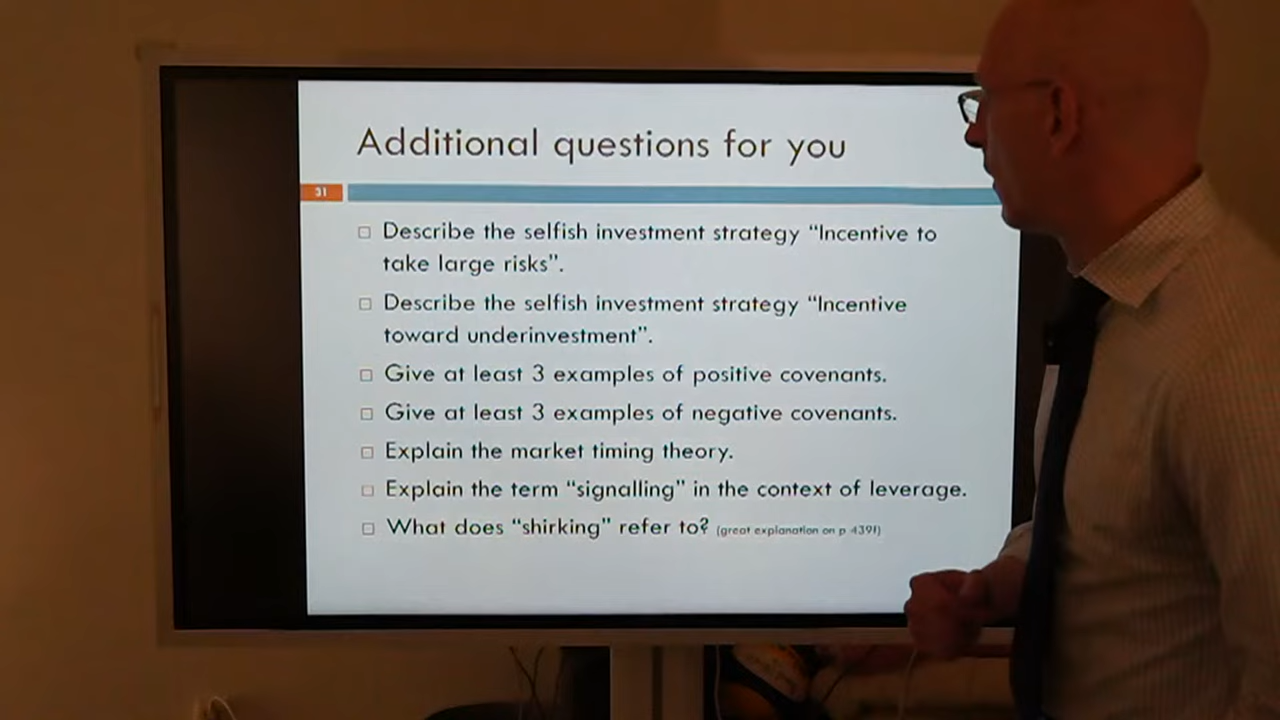 Additional questions for you
31
Describe the selfish investment strategy “Incentive to
take large risks”.
Describe the selfish investment strategy “Incentive
toward underinvestment”.
Give at least 3 examples of positive covenants.
Give at least 3 examples of negative covenants.
Explain the market timing theory.
Explain the term “signalling” in the context of leverage.
What does “shirking” refer to? (great explanation on p 439f)